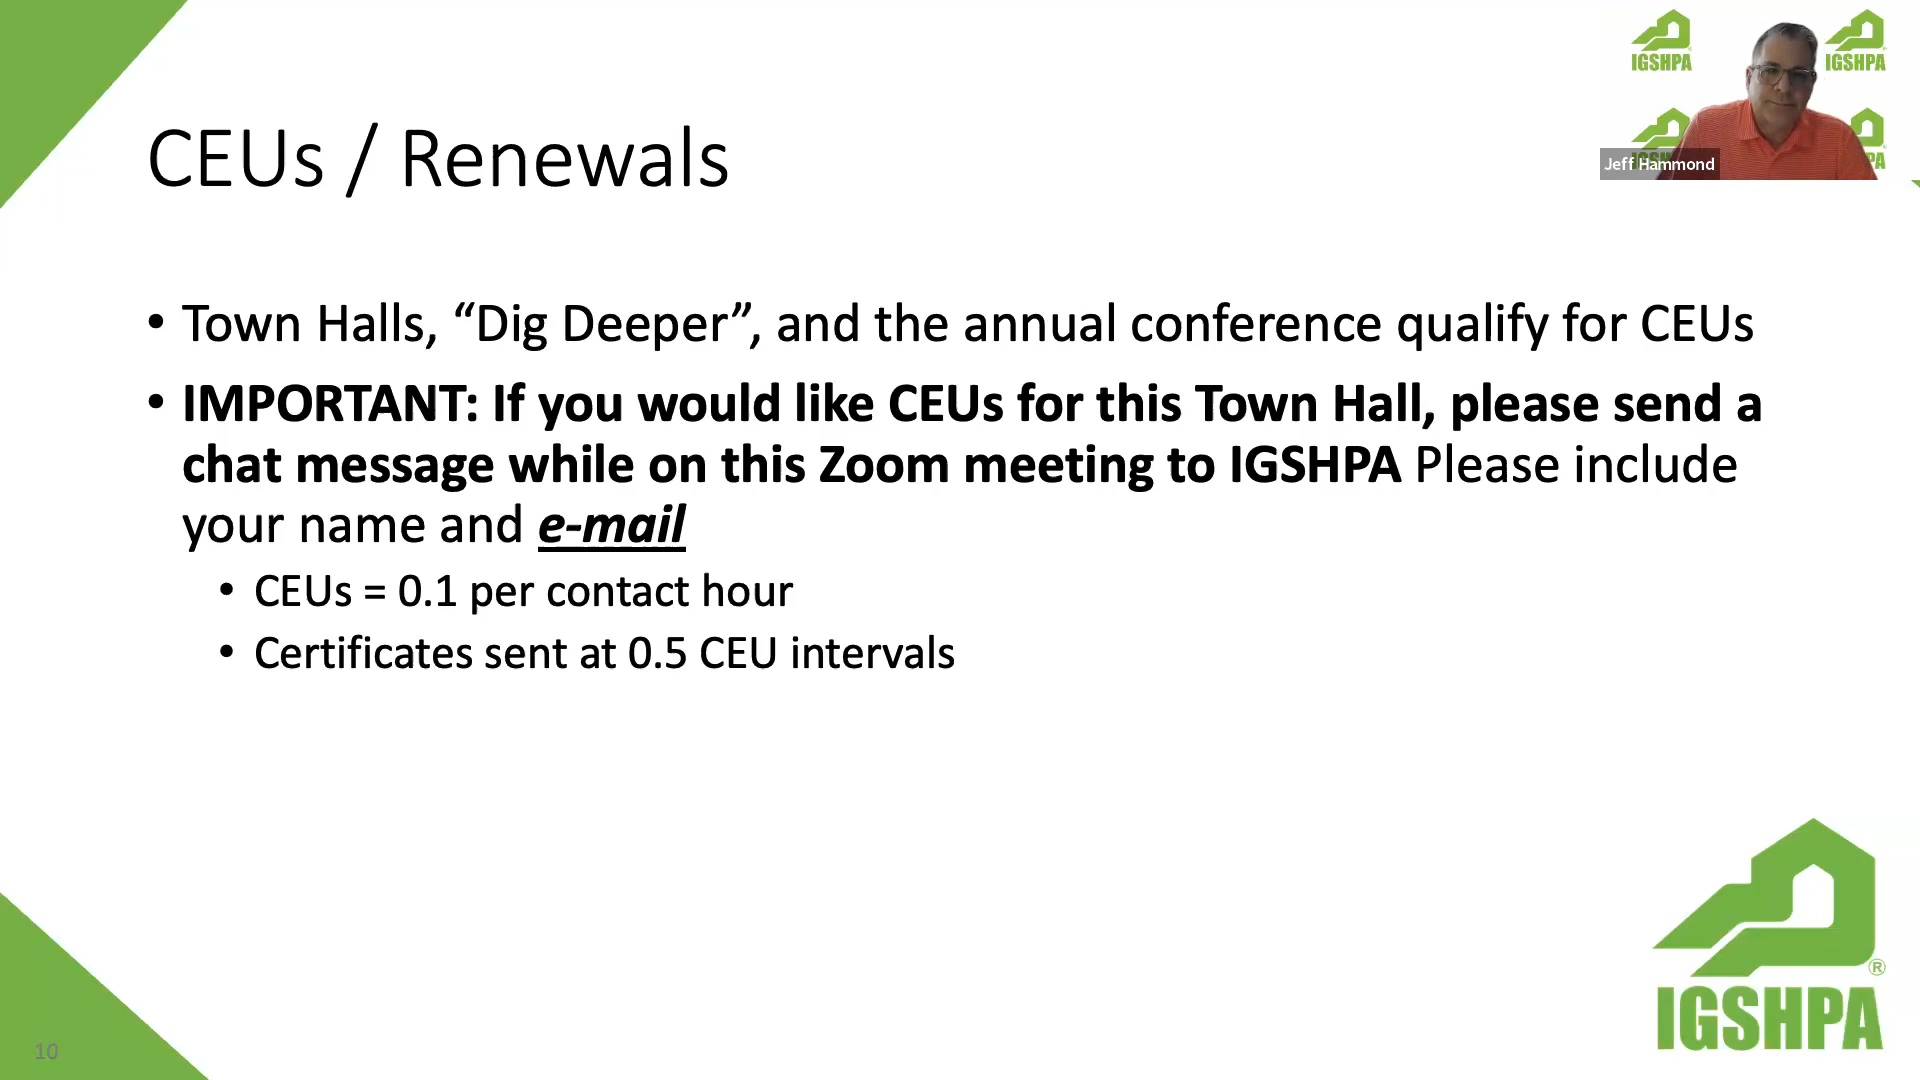 IGSHPA
IGSHPA
Jeff Hammond
CEUs / Renewals
• Town Halls, “Dig Deeper”, and the annual conference qualify for CEUs
• IMPORTANT: If you would like CEUs for this Town Hall, please send a
chat message while on this Zoom meeting to IGSHPA Please include
your name and e-mail
• CEUs = 0.1 per contact hour
• Certificates sent at 0.5 CEU intervals
®
IGSHPA
10